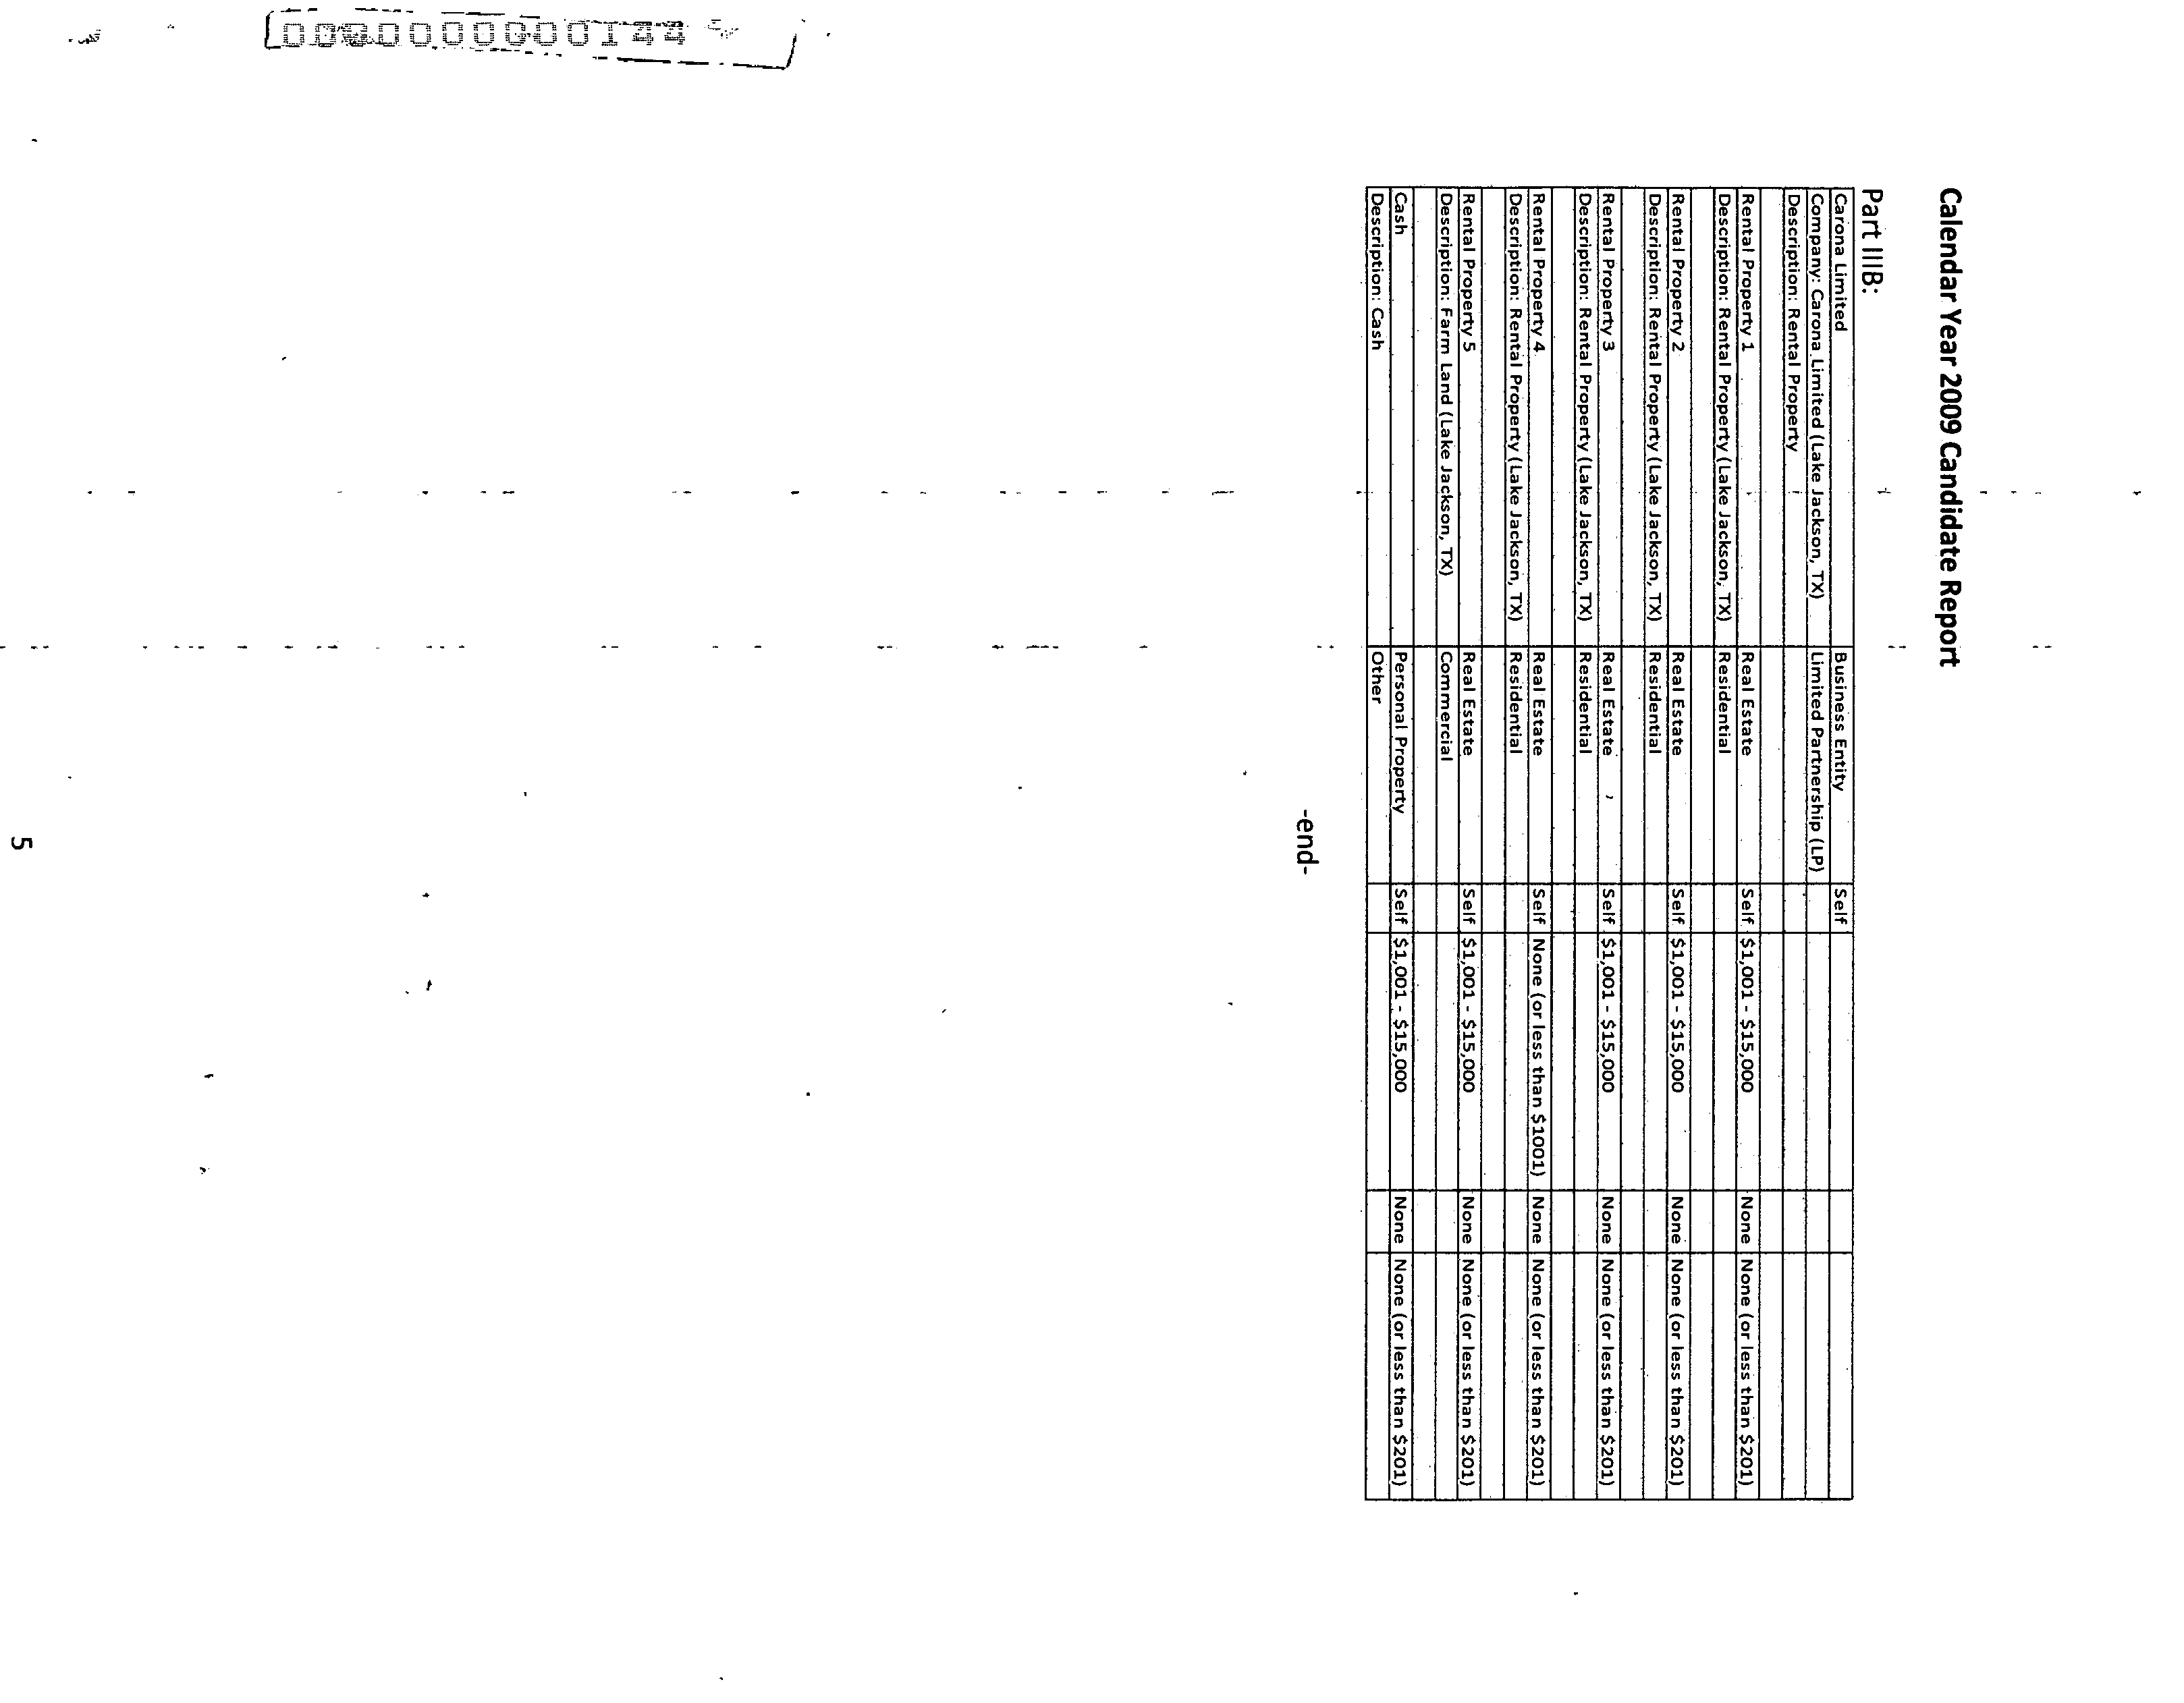 Calendar Year 2009 Candidate Report
Part IIIB:
Carona Limited Business Entity Self
Company: Carona Limited (Lake Jackson, TX) Limited Partnership (LP)
Description: Rental Property
Rental Property 1 Real Estate Self $1,001 - $15,000 None None (or less than $201)
Description: Rental Property (Lake Jackson, TX) Residential
Rental Property 2 Real Estate Self $1,001 - $15,000 None None (or less than $201)
Description: Rental Property (Lake Jackson, TX) Residential
Rental Property 3 Real Estate Self $1,001 - $15,000 None None (or less than $201)
Description: Rental Property (Lake Jackson, TX) Residential
Rental Property 4 Real Estate Self None (or less than $1001) None None (or less than $201)
Description: Rental Property (Lake Jackson, TX) Residential
Rental Property 5 Real Estate Self $1,001 - $15,000 None None (or less than $201)
Description: Farm Land (Lake Jackson, TX) Commercial
Cash Personal Property Self $1,001 - $15,000 None None (or less than $201)
Description: Cash Other
-end-
5